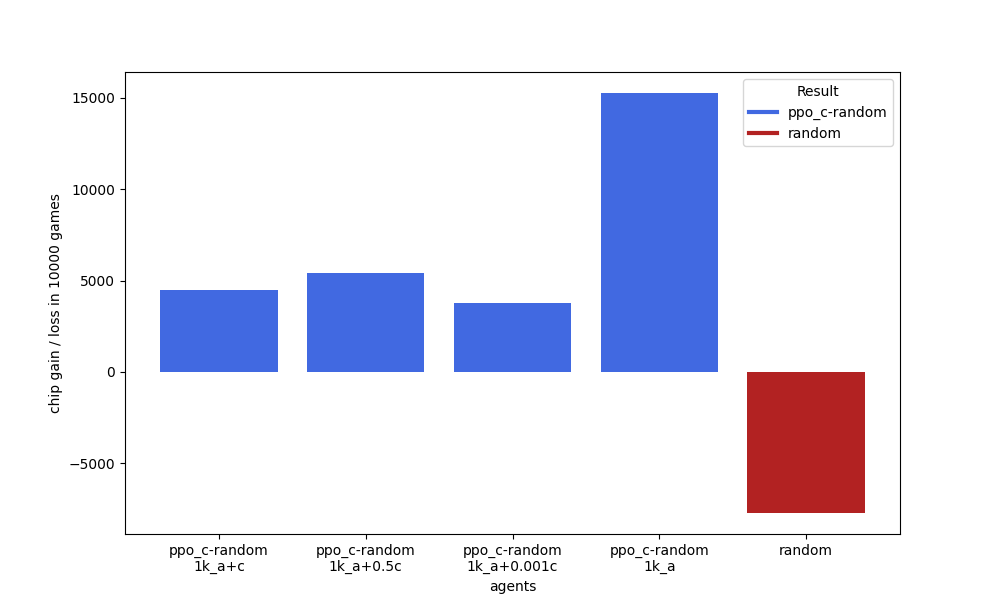 Result
ppo_c-random
random
15000
10000
5000
0
−5000
chip gain / loss in 10000 games
ppo_c-random
1k_a+c
ppo_c-random
1k_a+0.5c
ppo_c-random
1k_a+0.001c
ppo_c-random
1k_a
random
agents